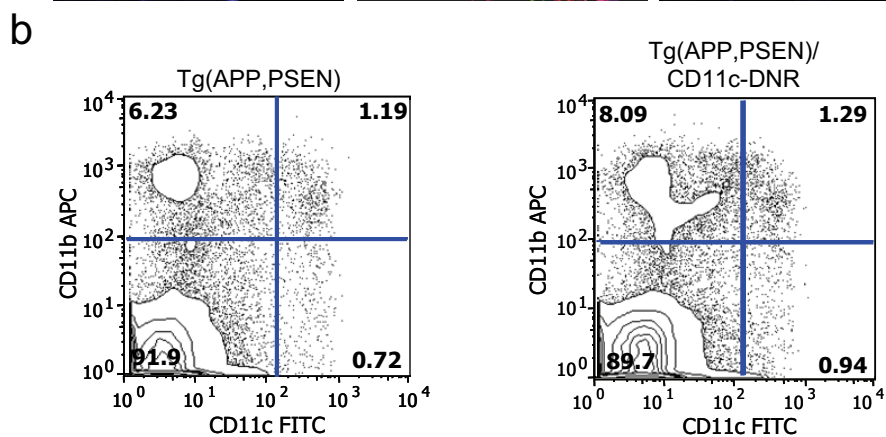 b
Tg(APP,PSEN)
10^4
6.23
1.19
10^3
CD11b APC
10^2
10^1
91.9
0.72
10^0
10^0 10^1 10^2 10^3 10^4
CD11c FITC
Tg(APP,PSEN)/
CD11c-DNR
10^4
8.09
1.29
10^3
CD11b APC
10^2
10^1
89.7
0.94
10^0
10^0 10^1 10^2 10^3 10^4
CD11c FITC